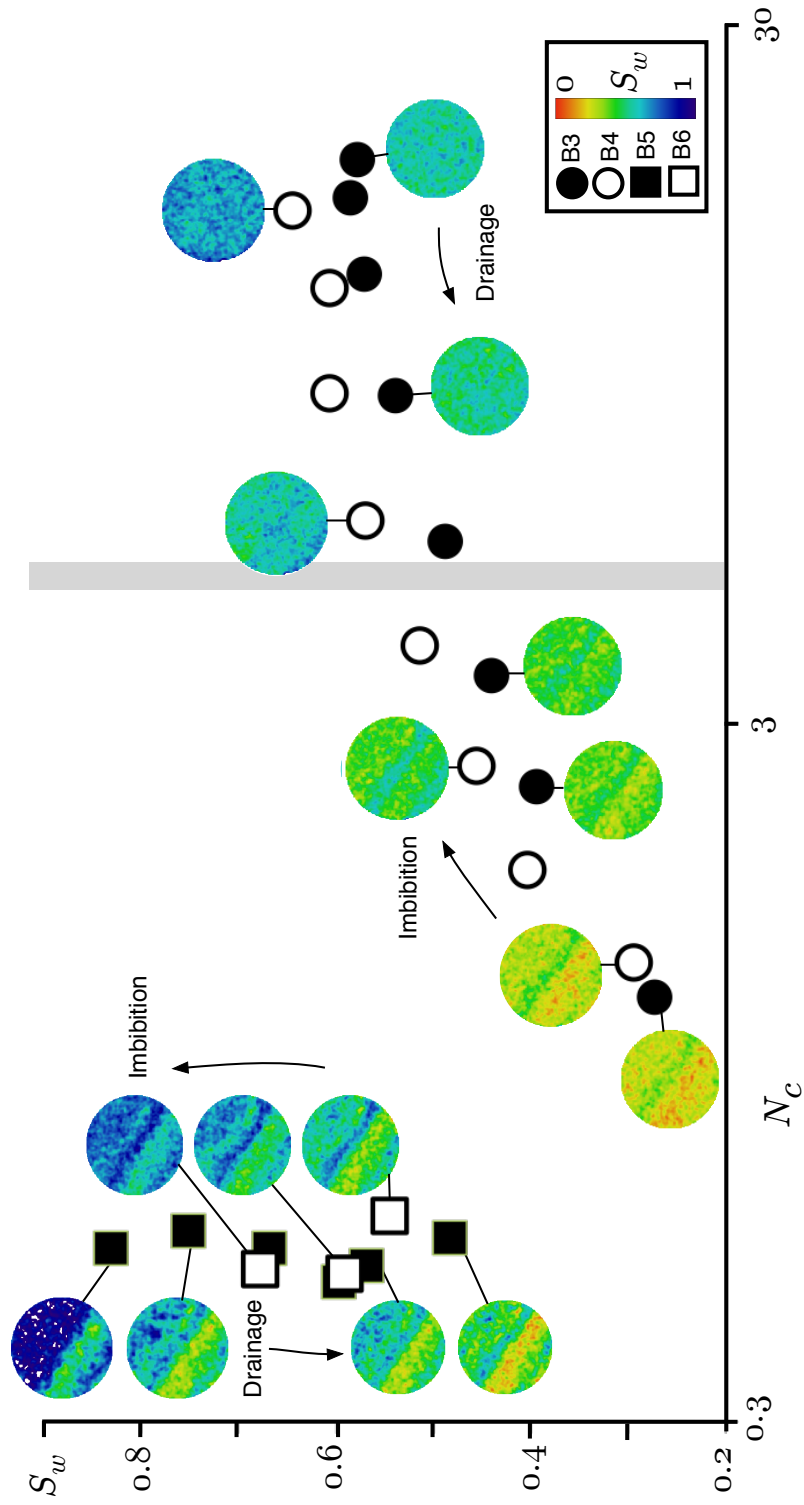 S_w
0.8
0.6
0.4
0.2
0.3
3
30
N_c
Drainage
Imbibition
Imbibition
Drainage
B3
B4
B5
B6
0
S_w
1